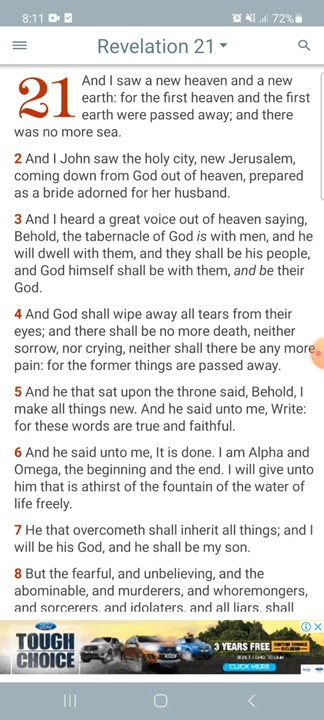 8:11
72%
Revelation 21
21 And I saw a new heaven and a new
earth: for the first heaven and the first
earth were passed away; and there
was no more sea.
2 And I John saw the holy city, new Jerusalem,
coming down from God out of heaven, prepared
as a bride adorned for her husband.
3 And I heard a great voice out of heaven saying,
Behold, the tabernacle of God is with men, and he
will dwell with them, and they shall be his people,
and God himself shall be with them, and be their
God.
4 And God shall wipe away all tears from their
eyes; and there shall be no more death, neither
sorrow, nor crying, neither shall there be any more
pain: for the former things are passed away.
5 And he that sat upon the throne said, Behold, I
make all things new. And he said unto me, Write:
for these words are true and faithful.
6 And he said unto me, It is done. I am Alpha and
Omega, the beginning and the end. I will give unto
him that is athirst of the fountain of the water of
life freely.
7 He that overcometh shall inherit all things; and I
will be his God, and he shall be my son.
8 But the fearful, and unbelieving, and the
abominable, and murderers, and whoremongers,
and sorcerers, and idolaters, and all liars, shall
Ford
TOUGH
CHOICE
3 YEARS FREE
CLICK HERE